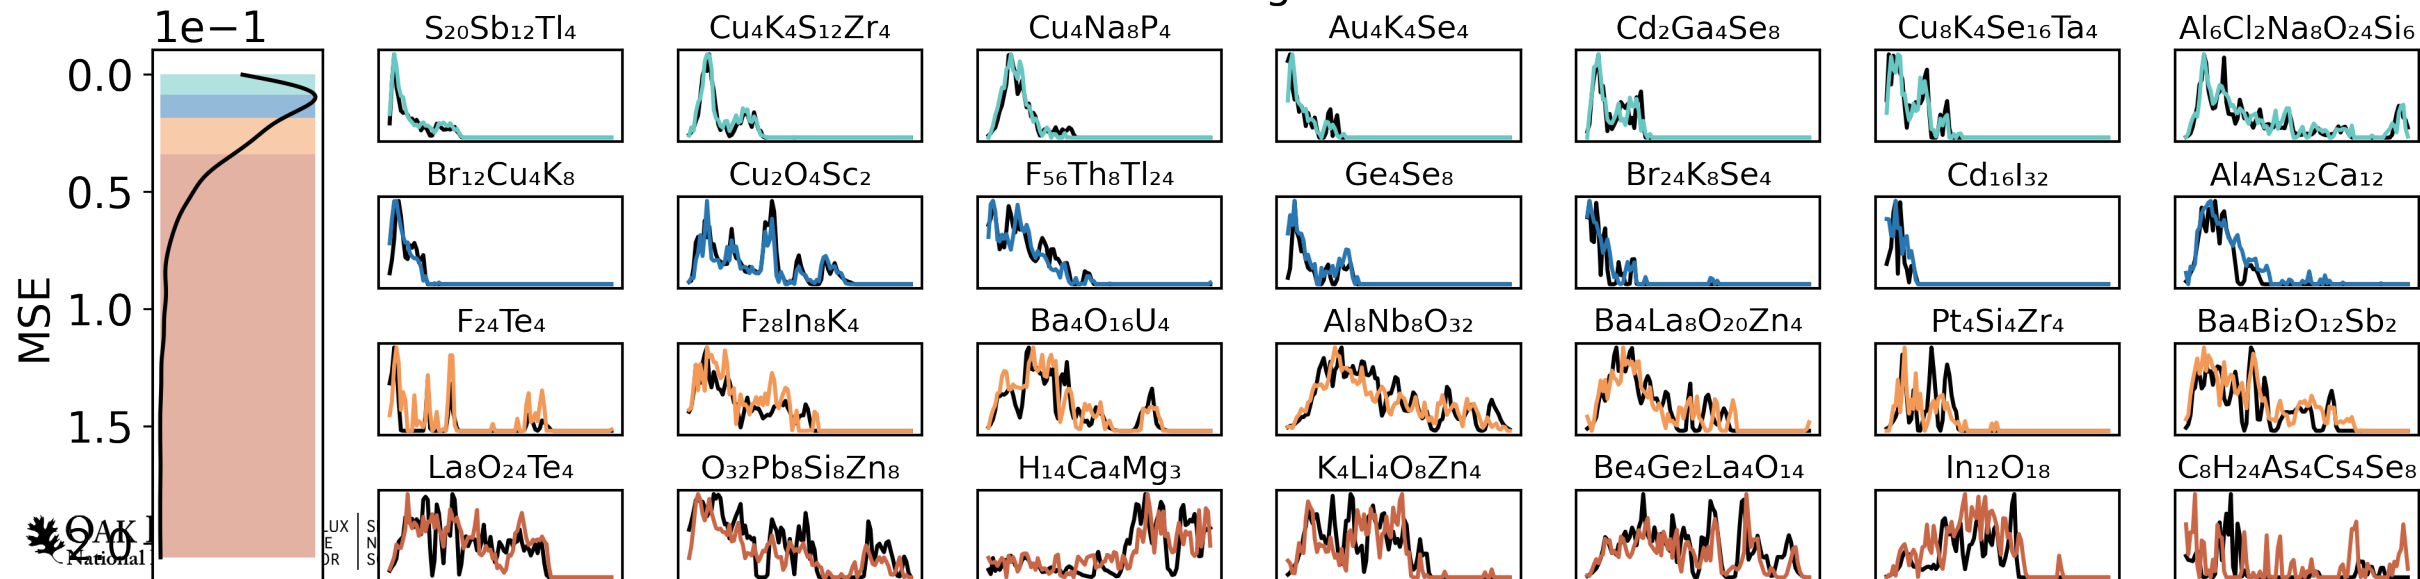 1e−1
S₂₀Sb₁₂Tl₄ Cu₄K₄S₁₂Zr₄ Cu₄Na₈P₄ Au₄K₄Se₄ Cd₂Ga₄Se₈ Cu₈K₄Se₁₆Ta₄ Al₆Cl₂Na₈O₂₄Si₆
0.0
Br₁₂Cu₄K₈ Cu₂O₄Sc₂ F₅₆Th₈Tl₂₄ Ge₄Se₈ Br₂₄K₈Se₄ Cd₁₆I₃₂ Al₄As₁₂Ca₁₂
0.5
MSE
1.0
F₂₄Te₄ F₂₈In₈K₄ Ba₄O₁₆U₄ Al₈Nb₈O₃₂ Ba₄La₈O₂₀Zn₄ Pt₄Si₄Zr₄ Ba₄Bi₂O₁₂Sb₂
1.5
La₈O₂₄Te₄ O₃₂Pb₈Si₈Zn₈ H₁₄Ca₄Mg₃ K₄Li₄O₈Zn₄ Be₄Ge₂La₄O₁₄ In₁₂O₁₈ C₈H₂₄As₄Cs₄Se₈
OAK
National